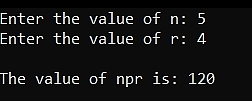 Enter the value of n: 5
Enter the value of r: 4
The value of npr is: 120